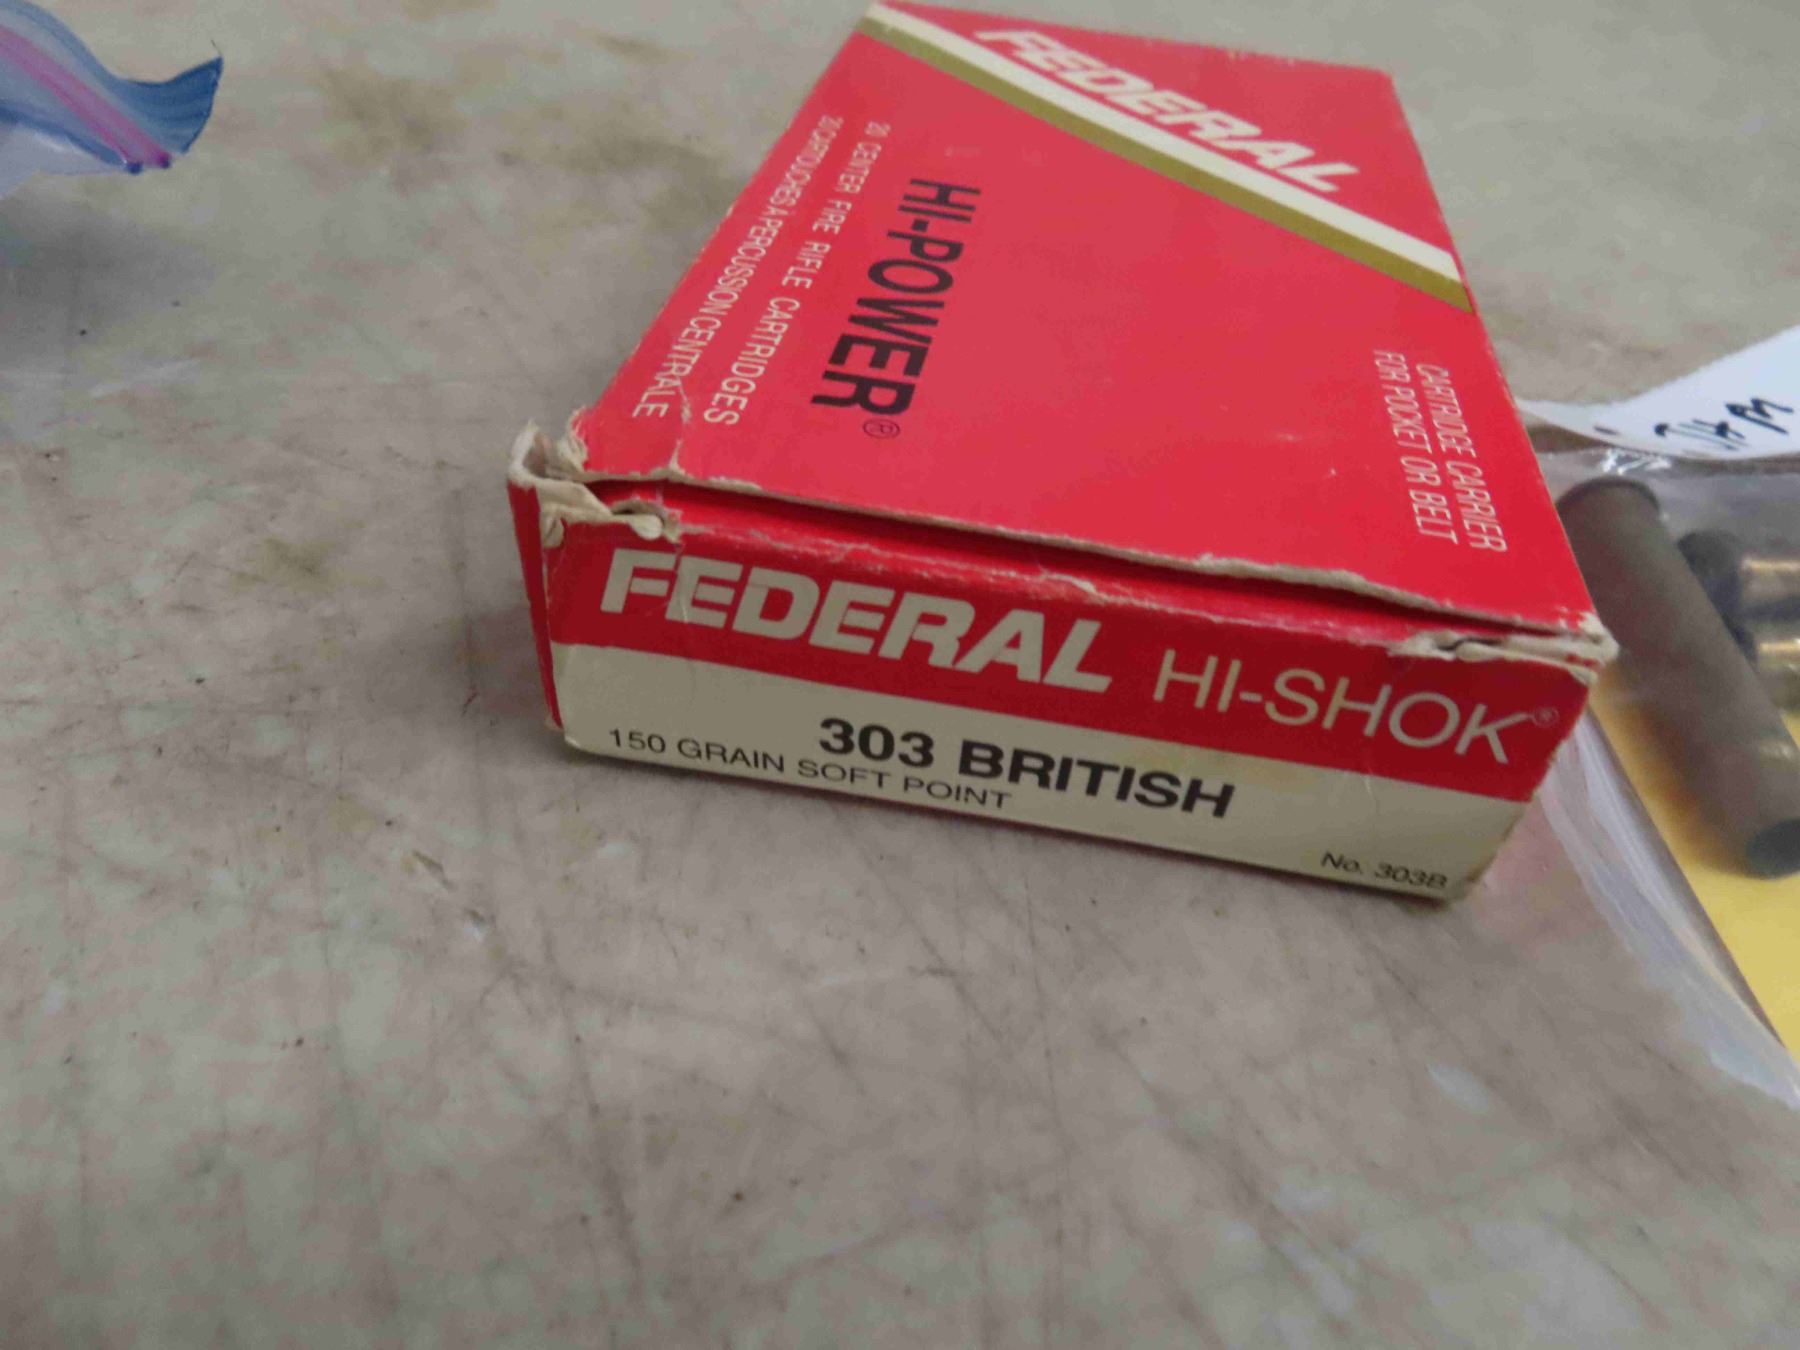 FEDERAL
HI-POWER®
20 CENTER FIRE RIFLE CARTRIDGES
20 CARTOUCHES À PERCUSSION CENTRALE
CARTRIDGE CARRIER
FOR POCKET OR BELT
FEDERAL HI-SHOK®
303 BRITISH
150 GRAIN SOFT POINT
No. 303B